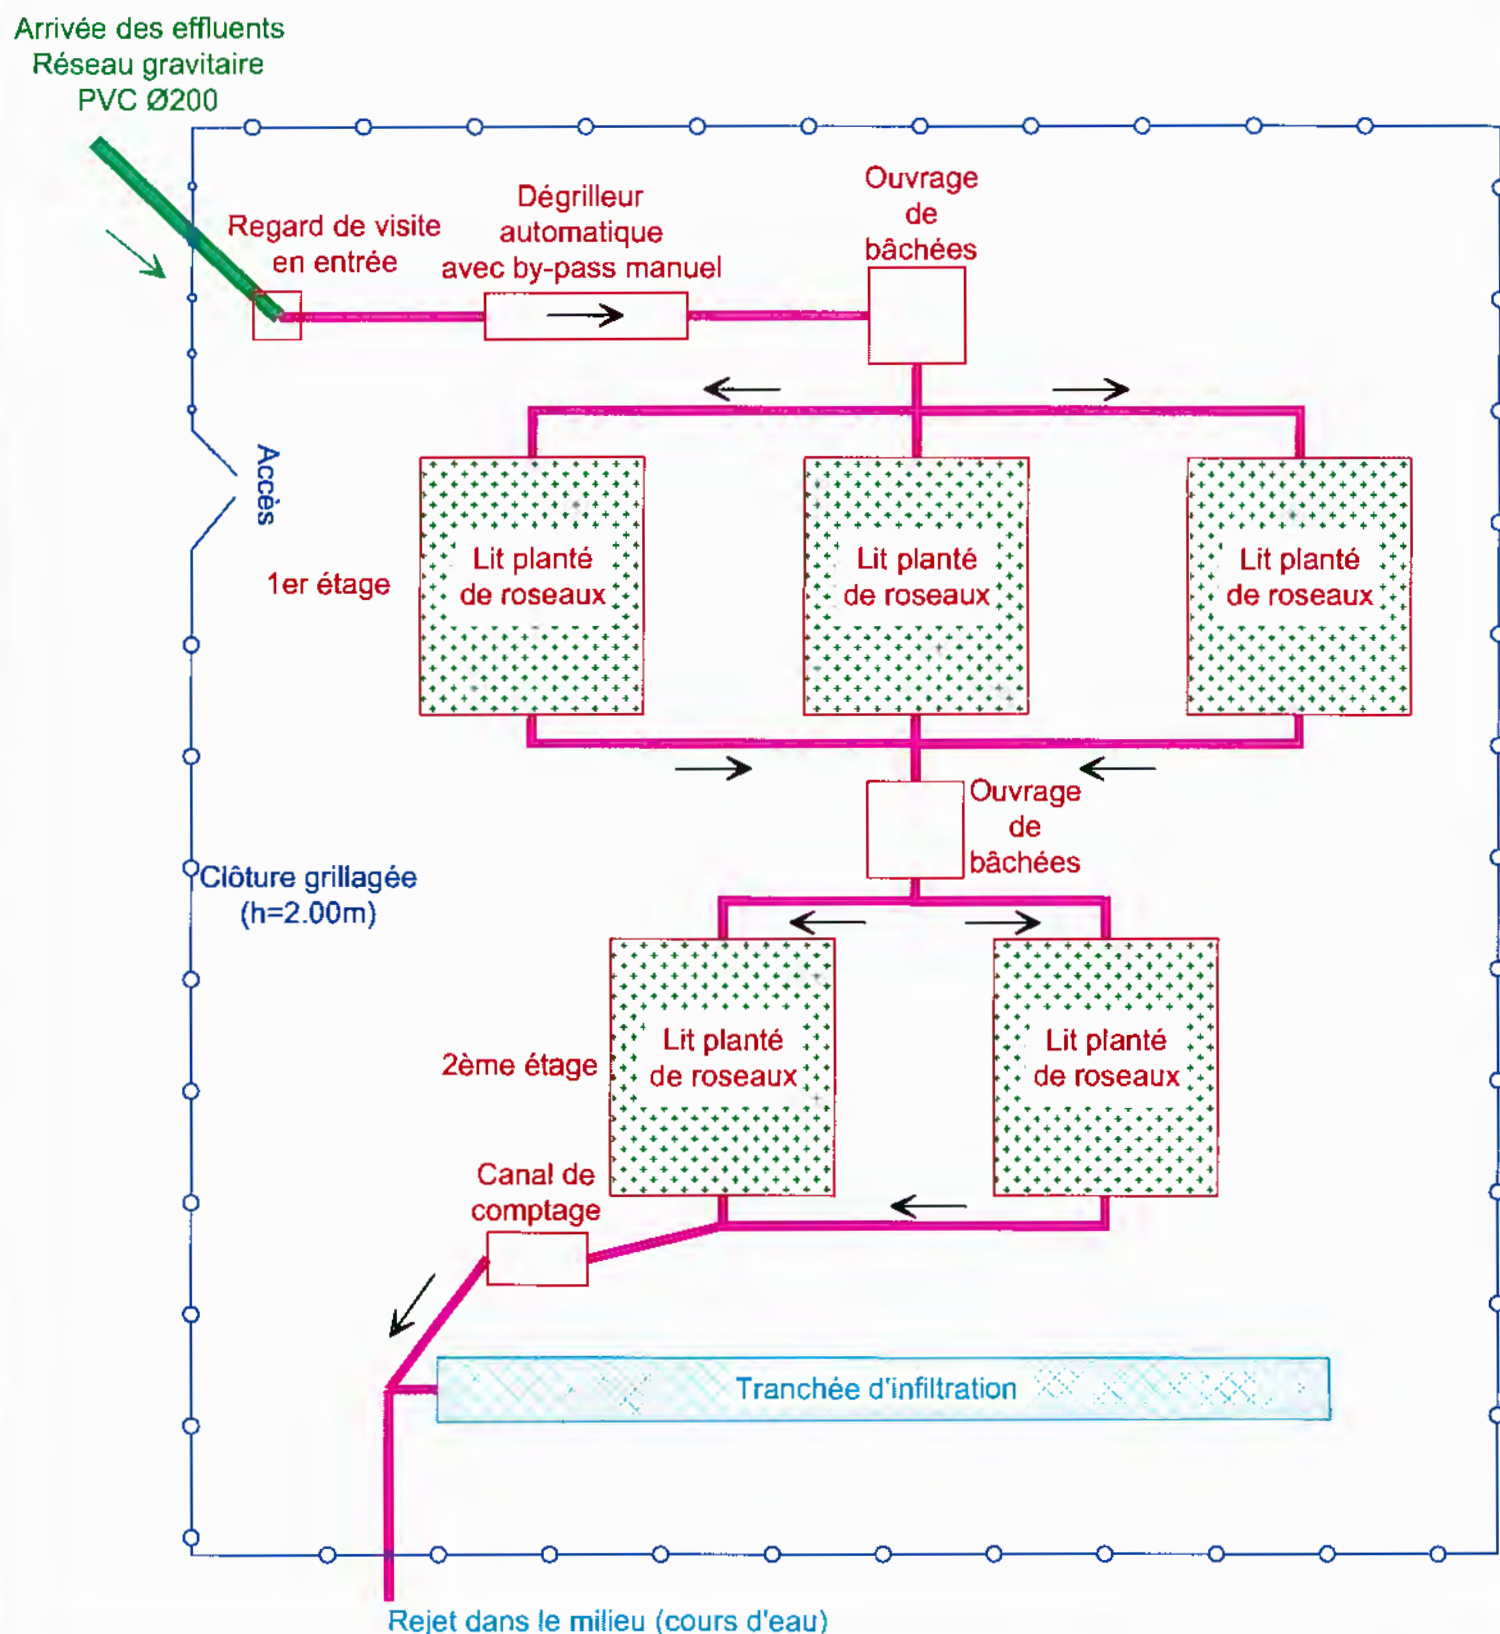 Arrivée des effluents
Réseau gravitaire
PVC Ø200
Regard de visite
en entrée
Dégrilleur
automatique
avec by-pass manuel
Ouvrage
de
bâchées
Accès
1er étage
Lit planté
de roseaux
Lit planté
de roseaux
Lit planté
de roseaux
Ouvrage
de
bâchées
Clôture grillagée
(h=2.00m)
2ème étage
Lit planté
de roseaux
Lit planté
de roseaux
Canal de
comptage
Tranchée d'infiltration
Rejet dans le milieu (cours d'eau)